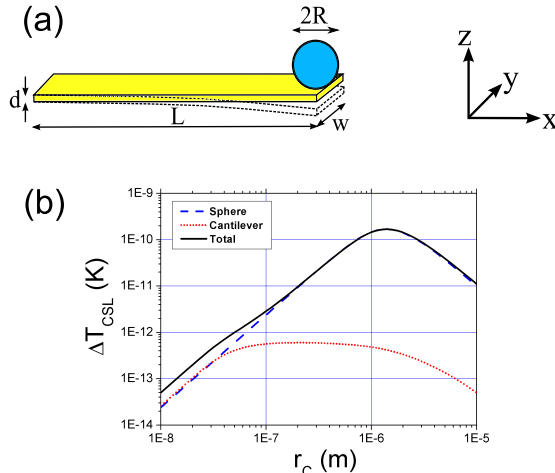 (a)
2R
d
L
w
z
y
x
(b)
1E-9
1E-10
1E-11
1E-12
1E-13
1E-14
ΔT_CSL (K)
Sphere
Cantilever
Total
1E-8 1E-7 1E-6 1E-5
r_C (m)